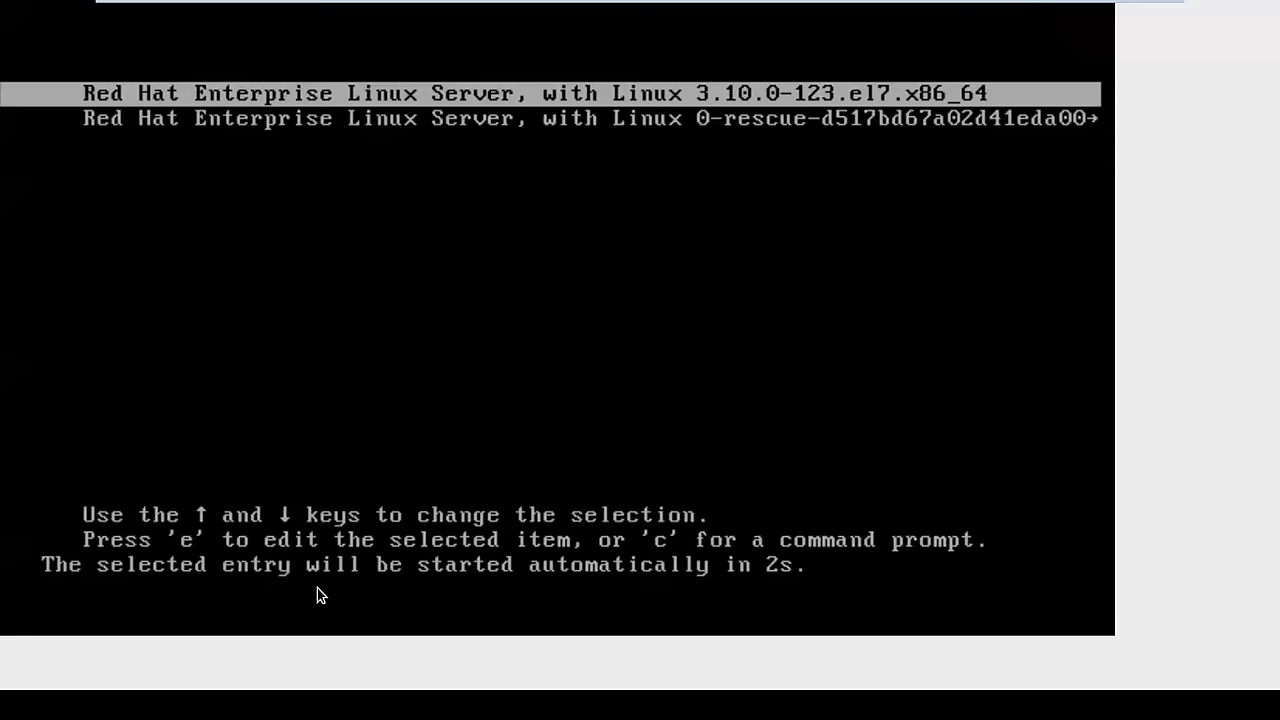 Red Hat Enterprise Linux Server, with Linux 3.10.0-123.el7.x86_64
Red Hat Enterprise Linux Server, with Linux 0-rescue-d517bd67a02d41eda00→
Use the ↑ and ↓ keys to change the selection.
Press 'e' to edit the selected item, or 'c' for a command prompt.
The selected entry will be started automatically in 2s.